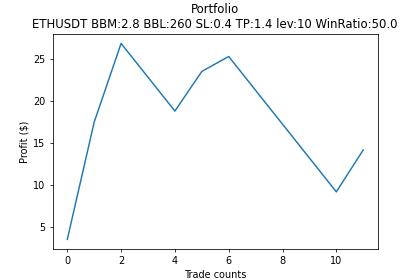 Portfolio
ETHUSDT BBM:2.8 BBL:260 SL:0.4 TP:1.4 lev:10 WinRatio:50.0
25
20
15
10
5
Profit ($)
0 2 4 6 8 10
Trade counts